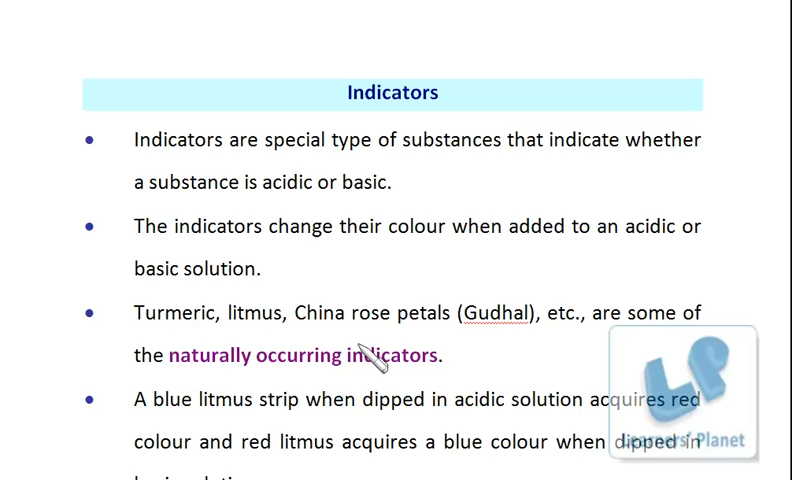 Indicators
• Indicators are special type of substances that indicate whether
a substance is acidic or basic.
• The indicators change their colour when added to an acidic or
basic solution.
• Turmeric, litmus, China rose petals (Gudhal), etc., are some of
the naturally occurring indicators.
• A blue litmus strip when dipped in acidic solution acquires red
colour and red litmus acquires a blue colour when dipped in
LP
Learners' Planet